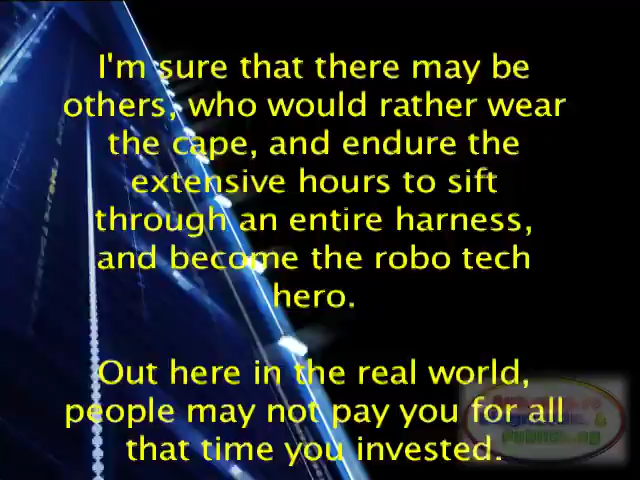 I'm sure that there may be
others, who would rather wear
the cape, and endure the
extensive hours to sift
through an entire harness,
and become the robo tech
hero.
Out here in the real world,
people may not pay you for all
that time you invested.